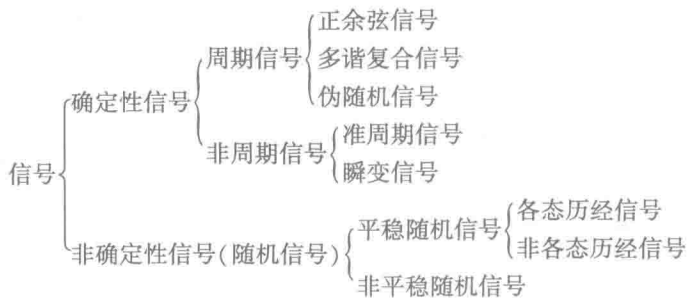 信号
确定性信号
周期信号
正余弦信号
多谐复合信号
伪随机信号
非周期信号
准周期信号
瞬变信号
非确定性信号(随机信号)
平稳随机信号
各态历经信号
非各态历经信号
非平稳随机信号